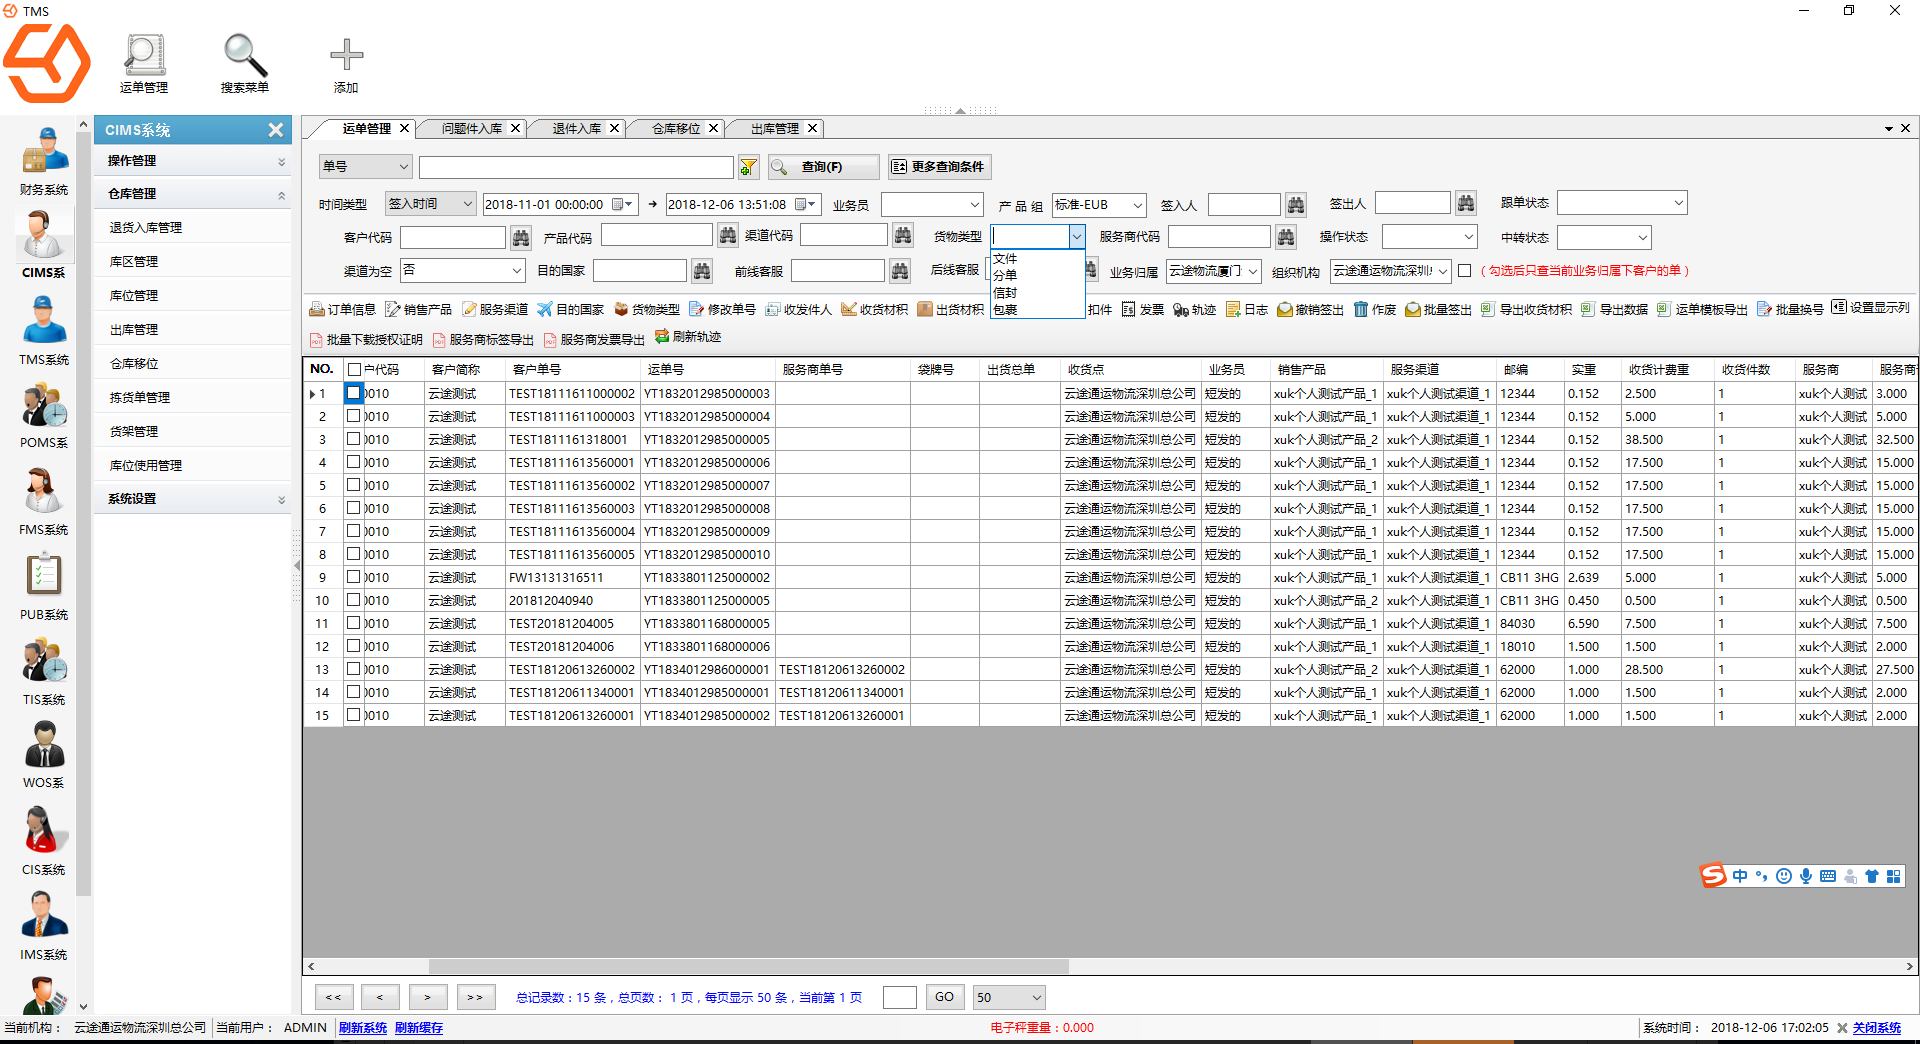 TMS
运单管理 搜索菜单 添加
财务系统
CIMS系
TMS系统
POMS系
FMS系统
PUB系统
TIS系统
WOS系
CIS系统
IMS系统
CIMS系统
操作管理
仓库管理
退货入库管理
库区管理
库位管理
出库管理
仓库移位
拣货单管理
货架管理
库位使用管理
系统设置
运单管理 问题件入库 退件入库 仓库移位 出库管理
单号 查询(F) 更多查询条件
时间类型 签入时间 2018-11-01 00:00:00 → 2018-12-06 13:51:08 业务员 产 品 组 标准-EUB 签入人 签出人 跟单状态
客户代码 产品代码 渠道代码 货物类型 服务商代码 操作状态 中转状态
渠道为空 否 目的国家 前线客服 后线客服 业务归属 云途物流厦门 组织机构 云途通运物流深圳 ( 勾选后只查当前业务归属下客户的单 )
文件
分单
信封
包裹
订单信息 销售产品 服务渠道 目的国家 货物类型 修改单号 收发件人 收货材积 出货材积 扣件 发票 轨迹 日志 撤销签出 作废 批量签出 导出收货材积 导出数据 运单模板导出 批量换号 设置显示列
批量下载授权证明 服务商标签导出 服务商发票导出 刷新轨迹
NO. 户代码 客户简称 客户单号 运单号 服务商单号 袋牌号 出货总单 收货点 业务员 销售产品 服务渠道 邮编 实重 收货计费重 收货件数 服务商 服务商
1 0010 云途测试 TEST18111611000002 YT1832012985000003 云途通运物流深圳总公司 短发的 xuk个人测试产品_1 xuk个人测试渠道_1 12344 0.152 2.500 1 xuk个人测试 3.000
2 0010 云途测试 TEST18111611000003 YT1832012985000004 云途通运物流深圳总公司 短发的 xuk个人测试产品_1 xuk个人测试渠道_1 12344 0.152 5.000 1 xuk个人测试 5.000
3 0010 云途测试 TEST1811161318001 YT1832012985000005 云途通运物流深圳总公司 短发的 xuk个人测试产品_2 xuk个人测试渠道_1 12344 0.152 38.500 1 xuk个人测试 32.500
4 0010 云途测试 TEST18111613560001 YT1832012985000006 云途通运物流深圳总公司 短发的 xuk个人测试产品_1 xuk个人测试渠道_1 12344 0.152 17.500 1 xuk个人测试 15.000
5 0010 云途测试 TEST18111613560002 YT1832012985000007 云途通运物流深圳总公司 短发的 xuk个人测试产品_1 xuk个人测试渠道_1 12344 0.152 17.500 1 xuk个人测试 15.000
6 0010 云途测试 TEST18111613560003 YT1832012985000008 云途通运物流深圳总公司 短发的 xuk个人测试产品_1 xuk个人测试渠道_1 12344 0.152 17.500 1 xuk个人测试 15.000
7 0010 云途测试 TEST18111613560004 YT1832012985000009 云途通运物流深圳总公司 短发的 xuk个人测试产品_1 xuk个人测试渠道_1 12344 0.152 17.500 1 xuk个人测试 15.000
8 0010 云途测试 TEST18111613560005 YT1832012985000010 云途通运物流深圳总公司 短发的 xuk个人测试产品_1 xuk个人测试渠道_1 12344 0.152 17.500 1 xuk个人测试 15.000
9 0010 云途测试 FW13131316511 YT1833801125000002 云途通运物流深圳总公司 短发的 xuk个人测试产品_1 xuk个人测试渠道_1 CB11 3HG 2.639 5.000 1 xuk个人测试 5.000
10 0010 云途测试 201812040940 YT1833801125000005 云途通运物流深圳总公司 短发的 xuk个人测试产品_2 xuk个人测试渠道_1 CB11 3HG 0.450 0.500 1 xuk个人测试 0.500
11 0010 云途测试 TEST20181204005 YT1833801168000005 云途通运物流深圳总公司 短发的 xuk个人测试产品_1 xuk个人测试渠道_1 84030 6.590 7.500 1 xuk个人测试 7.500
12 0010 云途测试 TEST20181204006 YT1833801168000006 云途通运物流深圳总公司 短发的 xuk个人测试产品_1 xuk个人测试渠道_1 18010 1.500 1.500 1 xuk个人测试 2.000
13 0010 云途测试 TEST18120613260002 YT1834012986000001 TEST18120613260002 云途通运物流深圳总公司 短发的 xuk个人测试产品_2 xuk个人测试渠道_1 62000 1.000 28.500 1 xuk个人测试 27.500
14 0010 云途测试 TEST18120611340001 YT1834012985000001 TEST18120611340001 云途通运物流深圳总公司 短发的 xuk个人测试产品_1 xuk个人测试渠道_1 62000 1.000 1.500 1 xuk个人测试 2.000
15 0010 云途测试 TEST18120613260001 YT1834012985000002 TEST18120613260001 云途通运物流深圳总公司 短发的 xuk个人测试产品_1 xuk个人测试渠道_1 62000 1.000 1.500 1 xuk个人测试 2.000
S 中
<< < > >> 总记录数：15 条，总页数： 1 页，每页显示 50 条，当前第 1 页 GO 50
当前机构： 云途通运物流深圳总公司 当前用户： ADMIN 刷新系统 刷新缓存 电子秤重量：0.000 系统时间： 2018-12-06 17:02:05 关闭系统